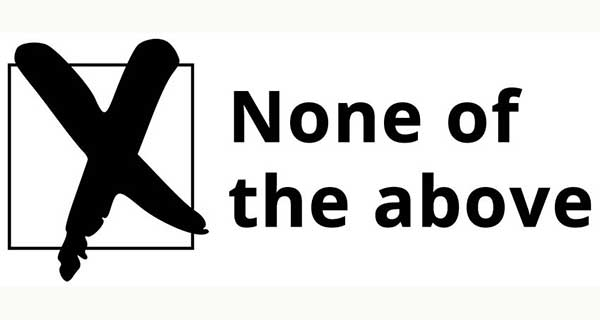 None of
the above